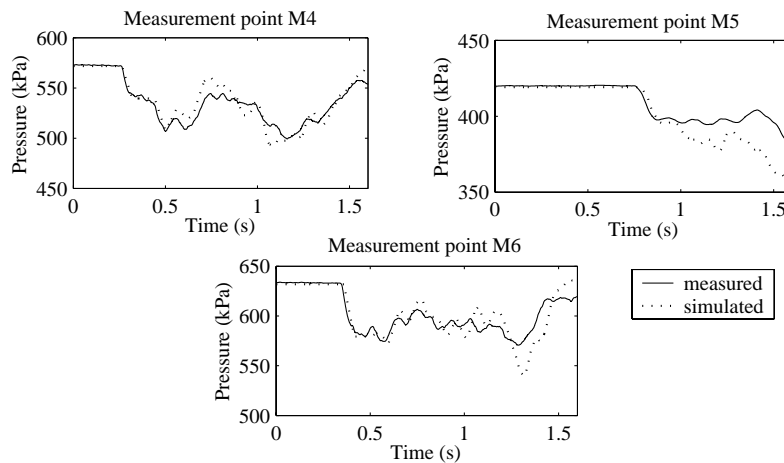 Measurement point M4
600
550
500
450
Pressure (kPa)
0
0.5
1
1.5
Time (s)
Measurement point M5
450
400
350
Pressure (kPa)
0
0.5
1
1.5
Time (s)
Measurement point M6
650
600
550
500
Pressure (kPa)
0
0.5
1
1.5
Time (s)
measured
simulated